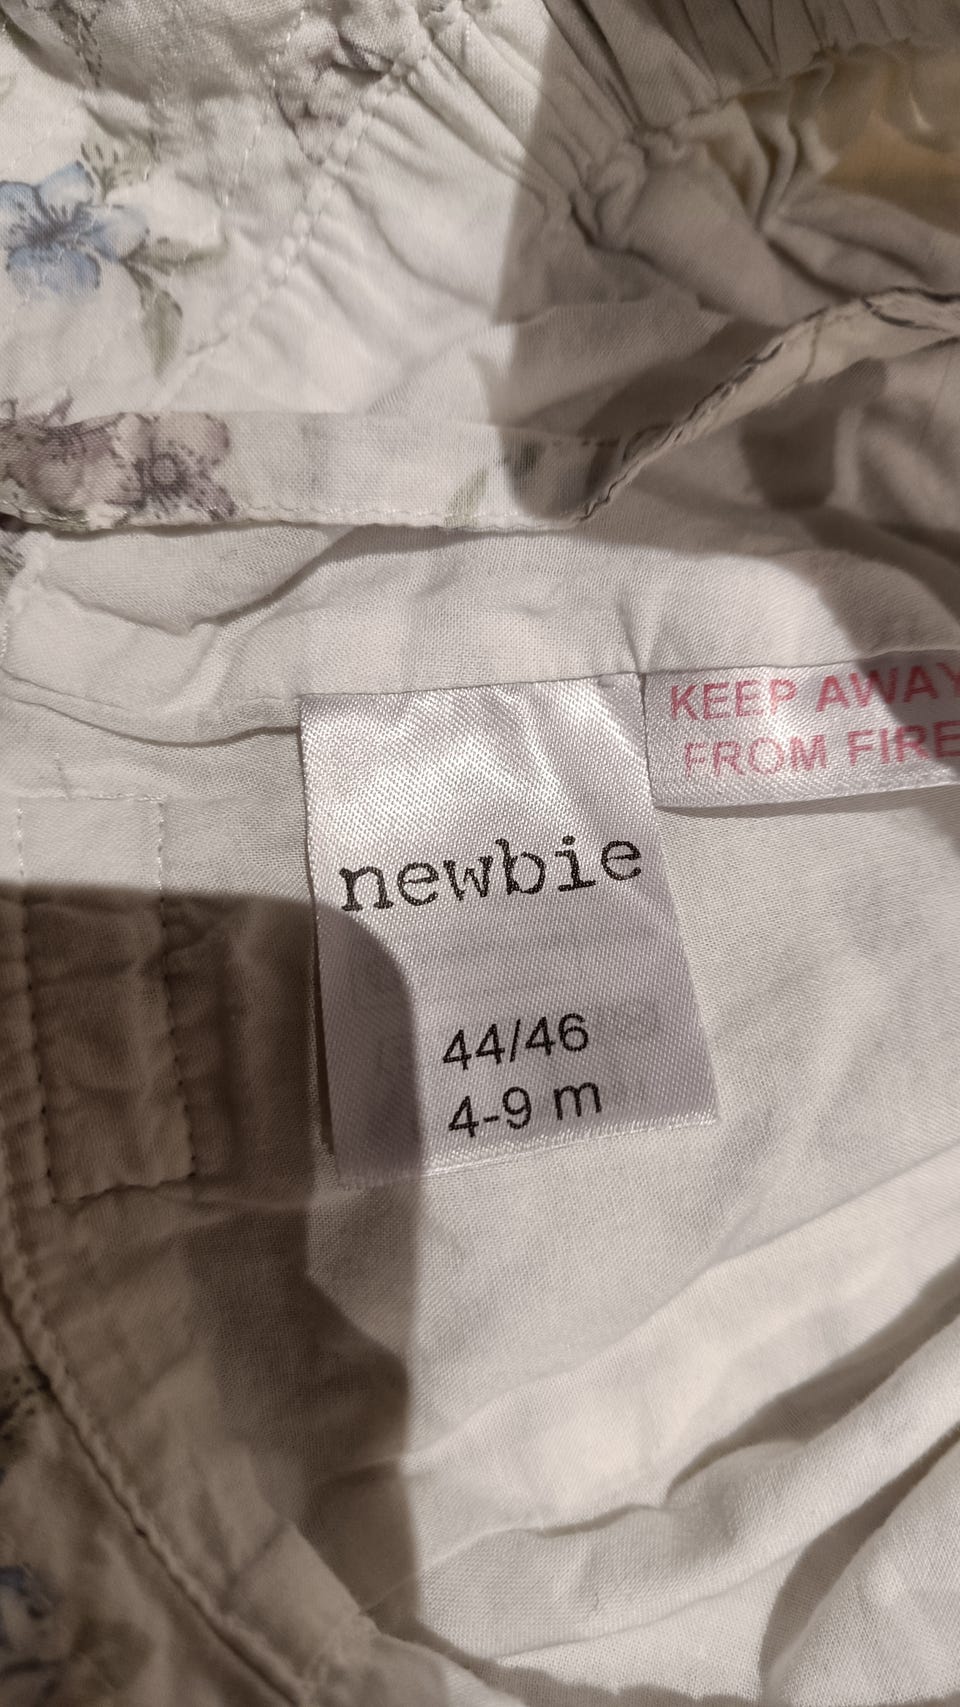 KEEP AWAY
FROM FIRE
newbie
44/46
4-9 m